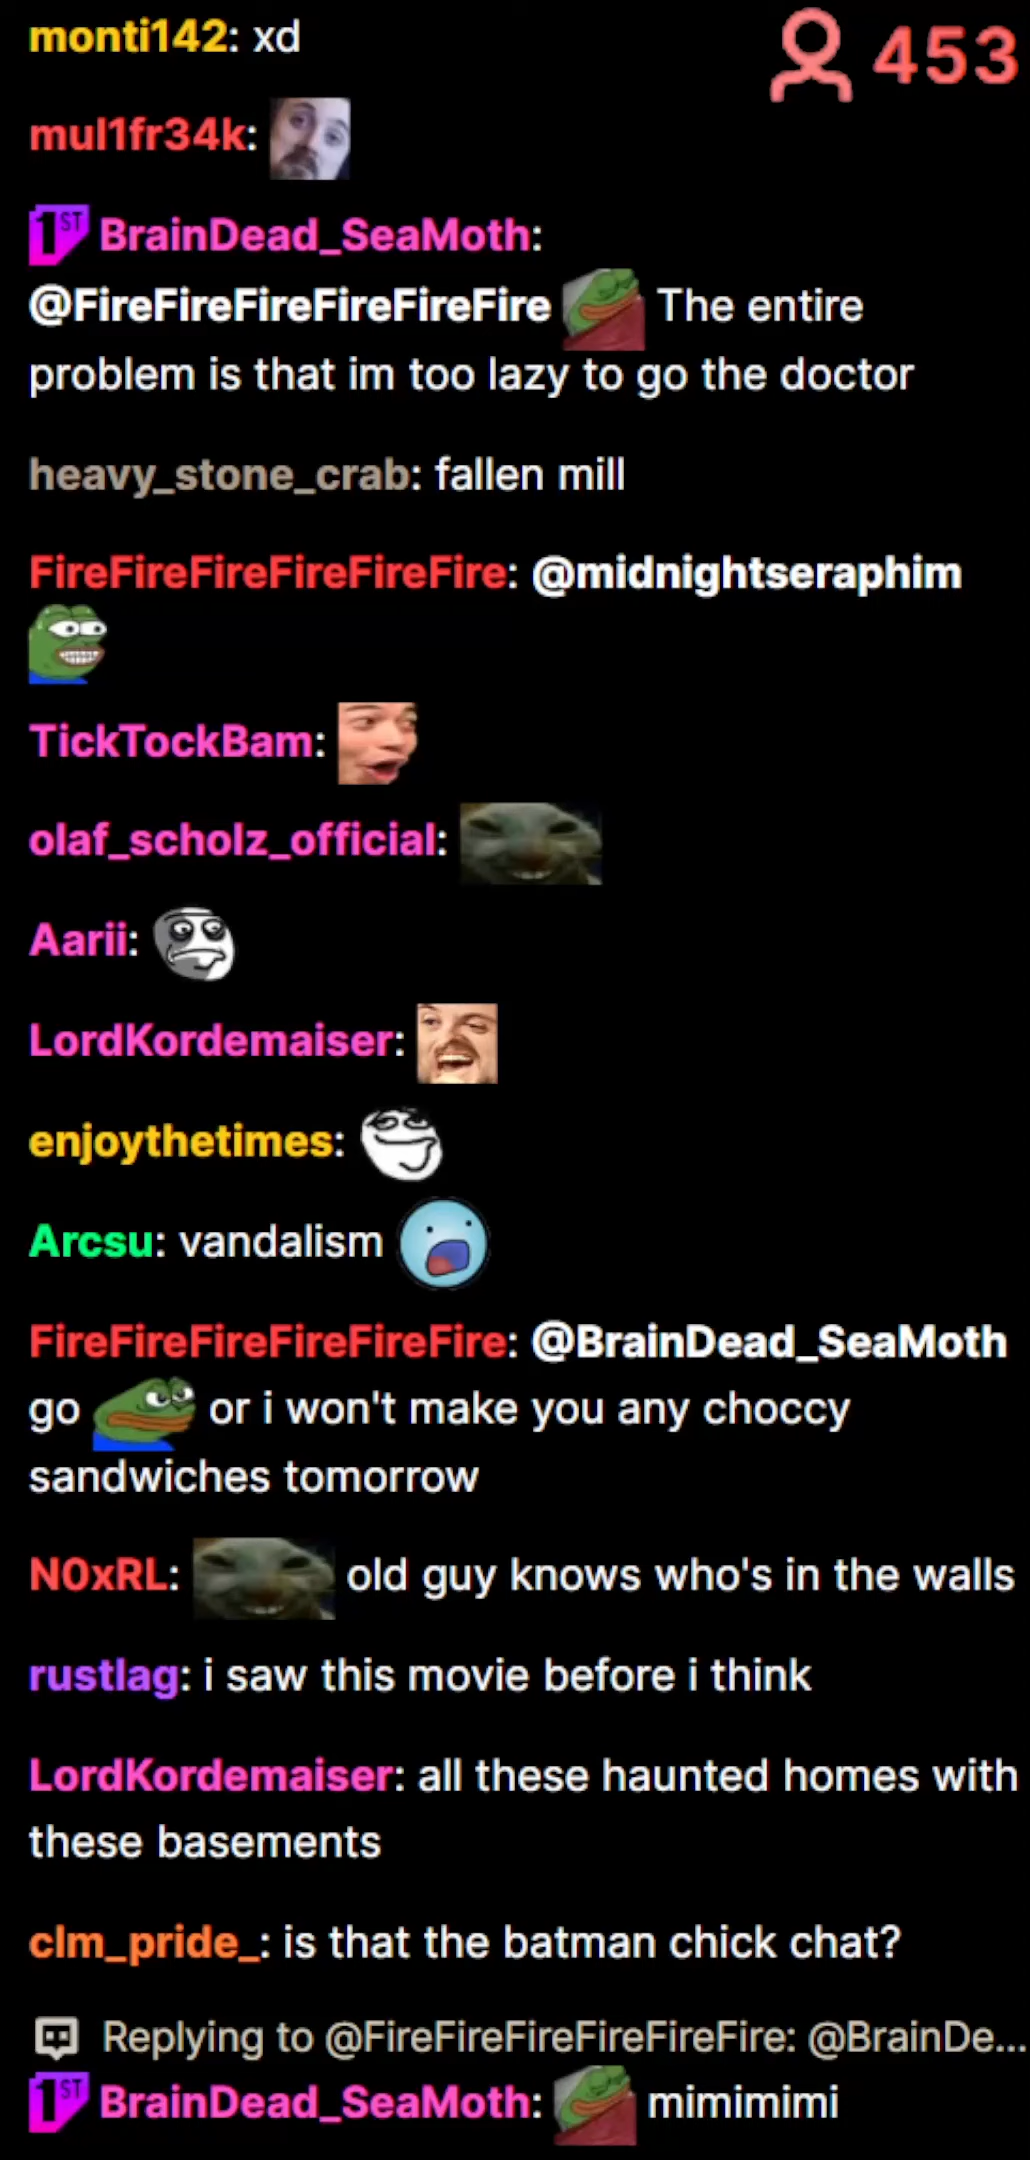 monti142: xd
453
mul1fr34k:
1ST BrainDead_SeaMoth:
@FireFireFireFireFireFire The entire
problem is that im too lazy to go the doctor
heavy_stone_crab: fallen mill
FireFireFireFireFireFire: @midnightseraphim
TickTockBam:
olaf_scholz_official:
Aarii:
LordKordemaiser:
enjoythetimes:
Arcsu: vandalism
FireFireFireFireFireFire: @BrainDead_SeaMoth
go or i won't make you any choccy
sandwiches tomorrow
N0xRL: old guy knows who's in the walls
rustlag: i saw this movie before i think
LordKordemaiser: all these haunted homes with
these basements
clm_pride_: is that the batman chick chat?
Replying to @FireFireFireFireFireFire: @BrainDe...
1ST BrainDead_SeaMoth: mimimimi